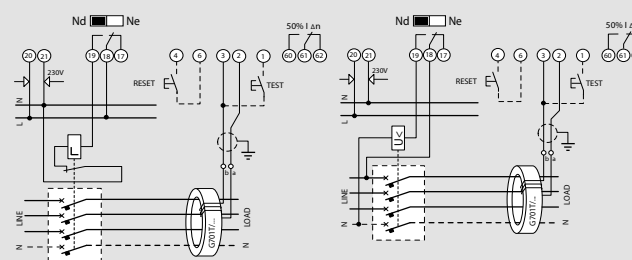 Nd Ne
50% I Δn
20 21 19 18 17 4 6 3 2 1 60 61 62
230V
RESET
TEST
N
L
L
b a
LINE
G701T/...
LOAD
N
N
Nd Ne
50% I Δ
20 21 19 18 17 4 6 3 2 1 60 61
230V
RESET
TEST
N
L
U<
b a
LINE
G701T/...
LOAD
N
N